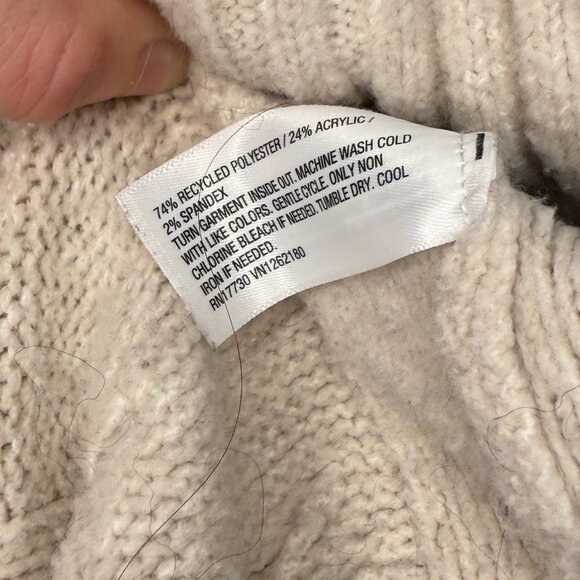 74% RECYCLED POLYESTER / 24% ACRYLIC /
2% SPANDEX
TURN GARMENT INSIDE OUT. MACHINE WASH COLD
WITH LIKE COLORS. GENTLE CYCLE. ONLY NON
CHLORINE BLEACH IF NEEDED. TUMBLE DRY. COOL
IRON IF NEEDED.
RN17730 VN1262180